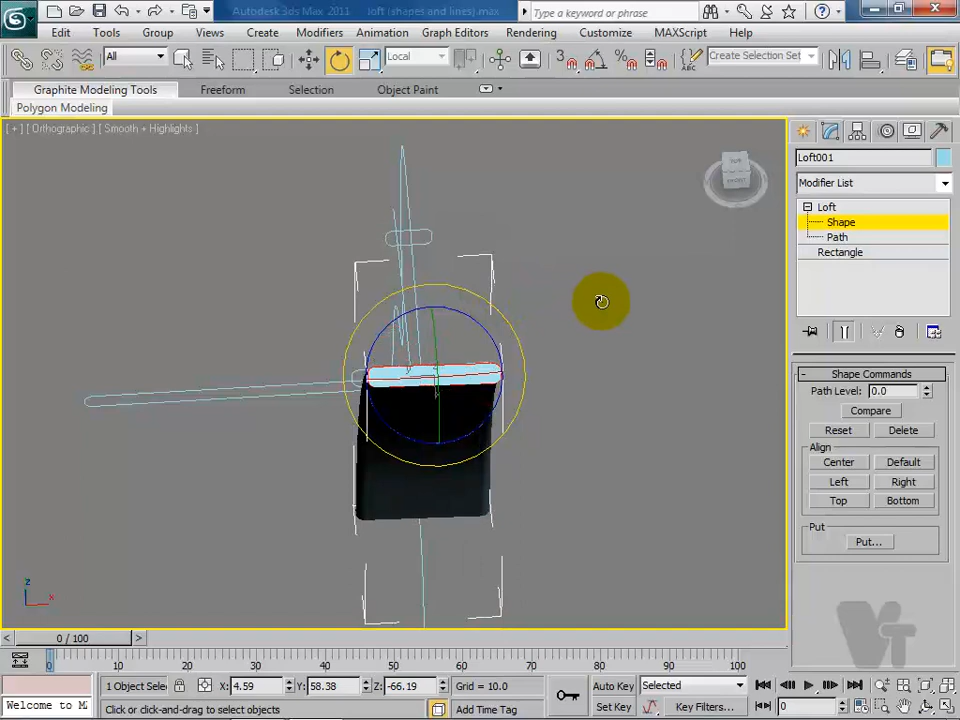 Autodesk 3ds Max 2011 loft (shapes and lines).max
Type a keyword or phrase
Edit Tools Group Views Create Modifiers Animation Graph Editors Rendering Customize MAXScript Help
All Local 3 Create Selection Set
Graphite Modeling Tools Freeform Selection Object Paint
Polygon Modeling
[ + ] [ Orthographic ] [ Smooth + Highlights ]
Loft001
Modifier List
Loft
Shape
Path
Rectangle
z
x
- Shape Commands
Path Level: 0.0
Compare
Reset Delete
Align
Center Default
Left Right
Top Bottom
Put
Put...
VT
< 0 / 100 >
0 10 20 30 40 50 60 70 80 90 100
1 Object Selec X: 4.59 Y: 58.38 Z: -66.19 Grid = 10.0 Auto Key Selected
Welcome to M Click or click-and-drag to select objects Add Time Tag Set Key Key Filters... 0